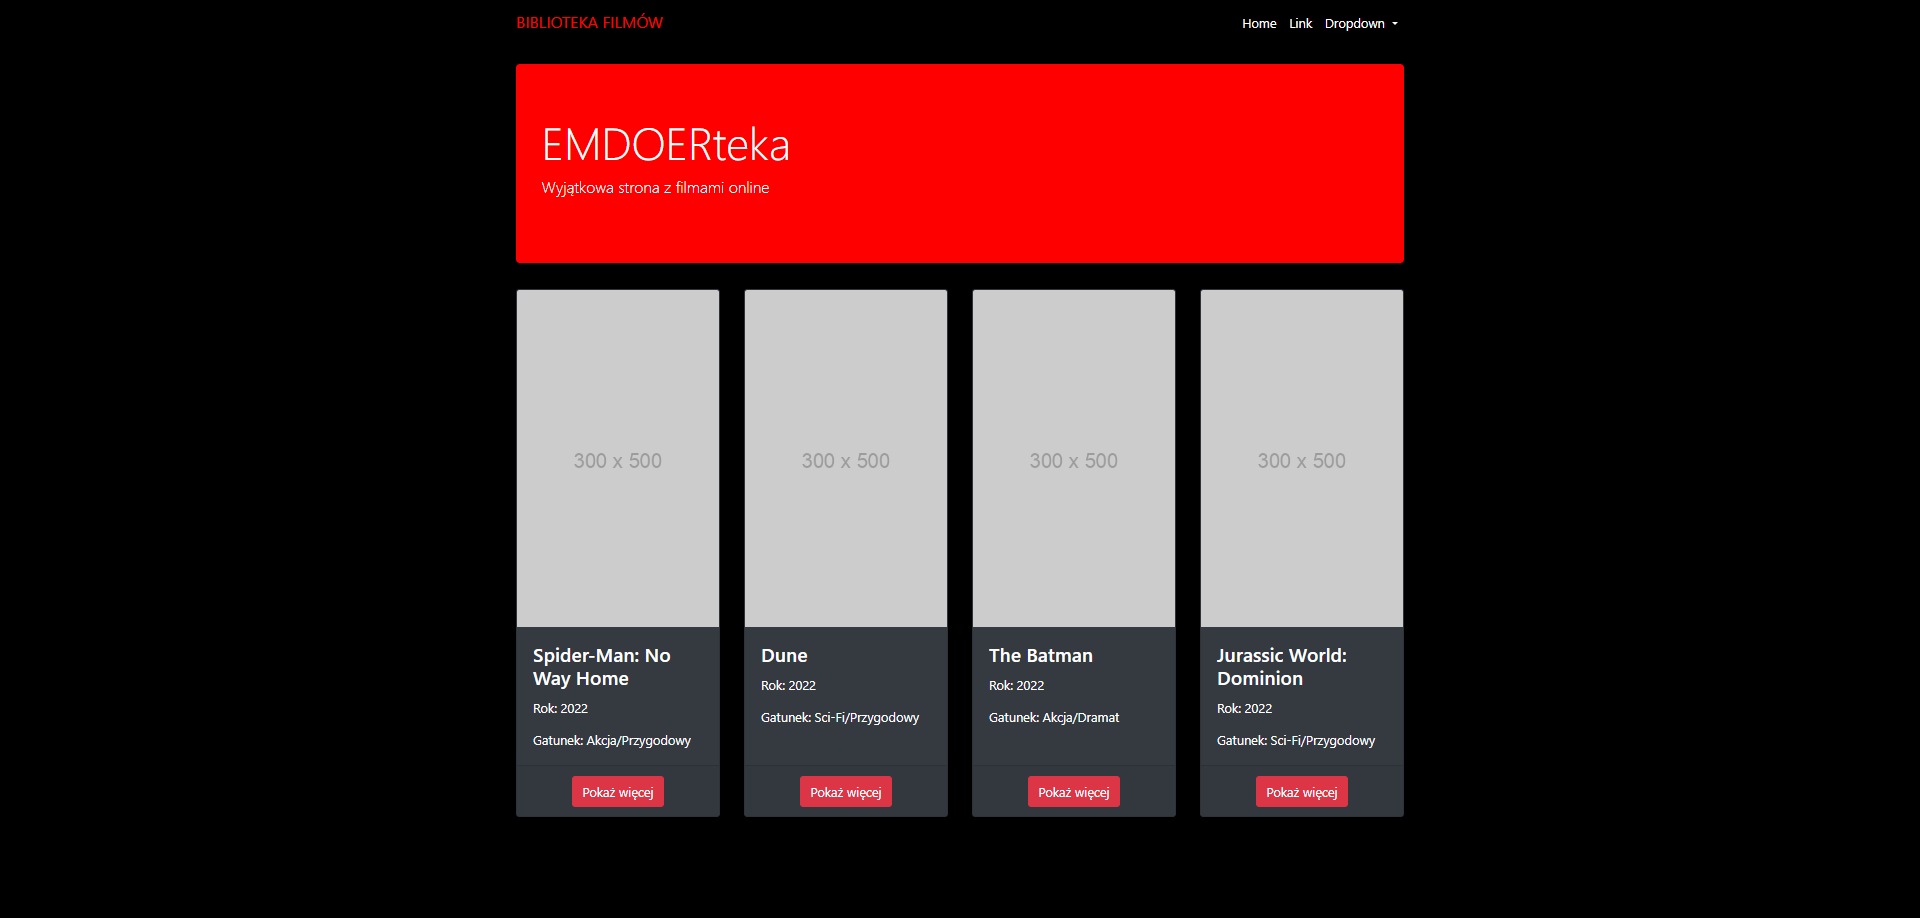 BIBLIOTEKA FILMÓW
Home Link Dropdown
EMDOERteka
Wyjątkowa strona z filmami online
300 x 500
300 x 500
300 x 500
300 x 500
Spider-Man: No
Way Home
Rok: 2022
Gatunek: Akcja/Przygodowy
Pokaż więcej
Dune
Rok: 2022
Gatunek: Sci-Fi/Przygodowy
Pokaż więcej
The Batman
Rok: 2022
Gatunek: Akcja/Dramat
Pokaż więcej
Jurassic World:
Dominion
Rok: 2022
Gatunek: Sci-Fi/Przygodowy
Pokaż więcej